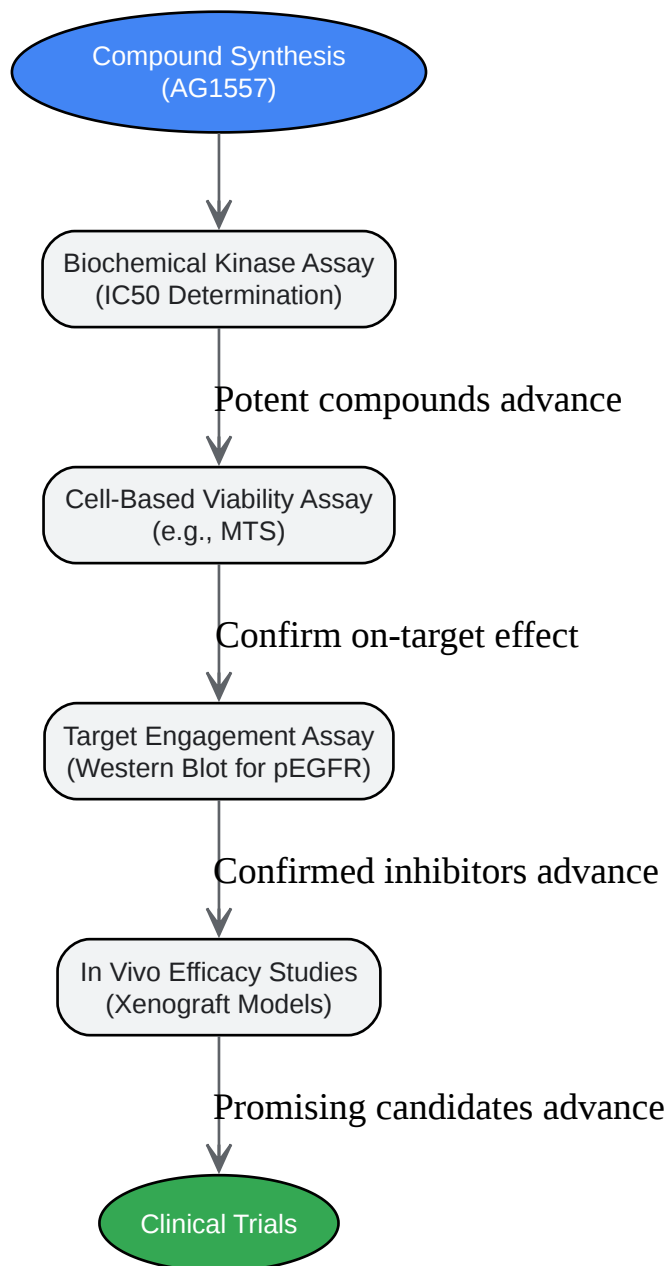 Compound Synthesis
(AG1557)
Biochemical Kinase Assay
(IC50 Determination)
Potent compounds advance
Cell-Based Viability Assay
(e.g., MTS)
Confirm on-target effect
Target Engagement Assay
(Western Blot for pEGFR)
Confirmed inhibitors advance
In Vivo Efficacy Studies
(Xenograft Models)
Promising candidates advance
Clinical Trials